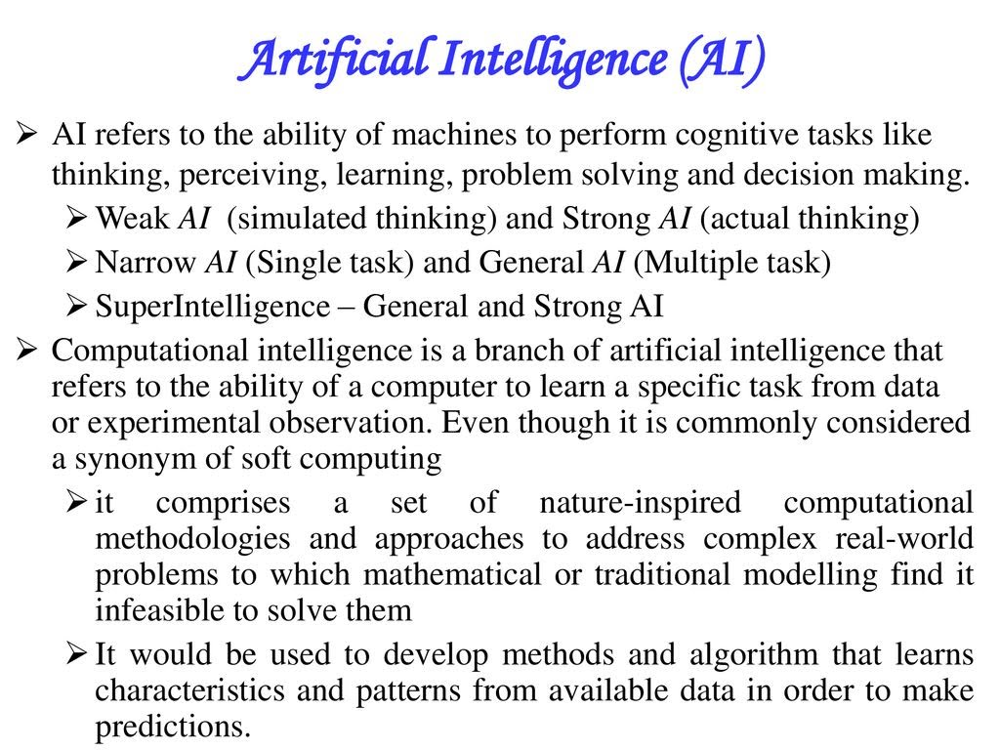 Artificial Intelligence (AI)
➢ AI refers to the ability of machines to perform cognitive tasks like
thinking, perceiving, learning, problem solving and decision making.
➢ Weak AI (simulated thinking) and Strong AI (actual thinking)
➢ Narrow AI (Single task) and General AI (Multiple task)
➢ SuperIntelligence – General and Strong AI
➢ Computational intelligence is a branch of artificial intelligence that
refers to the ability of a computer to learn a specific task from data
or experimental observation. Even though it is commonly considered
a synonym of soft computing
➢ it comprises a set of nature-inspired computational
methodologies and approaches to address complex real-world
problems to which mathematical or traditional modelling find it
infeasible to solve them
➢ It would be used to develop methods and algorithm that learns
characteristics and patterns from available data in order to make
predictions.